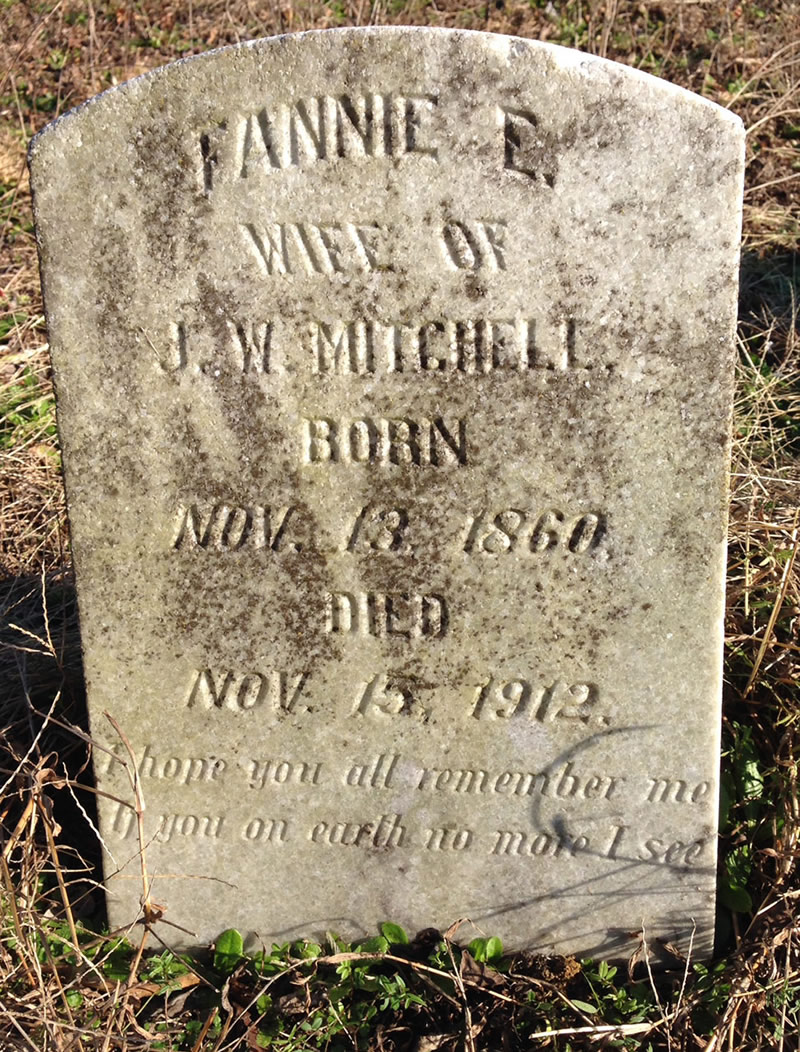 FANNIE E.
WIFE OF
J. W. MITCHELL.
BORN
NOV. 13, 1860.
DIED
NOV. 15, 1912.
I hope you all remember me
If you on earth no more I see